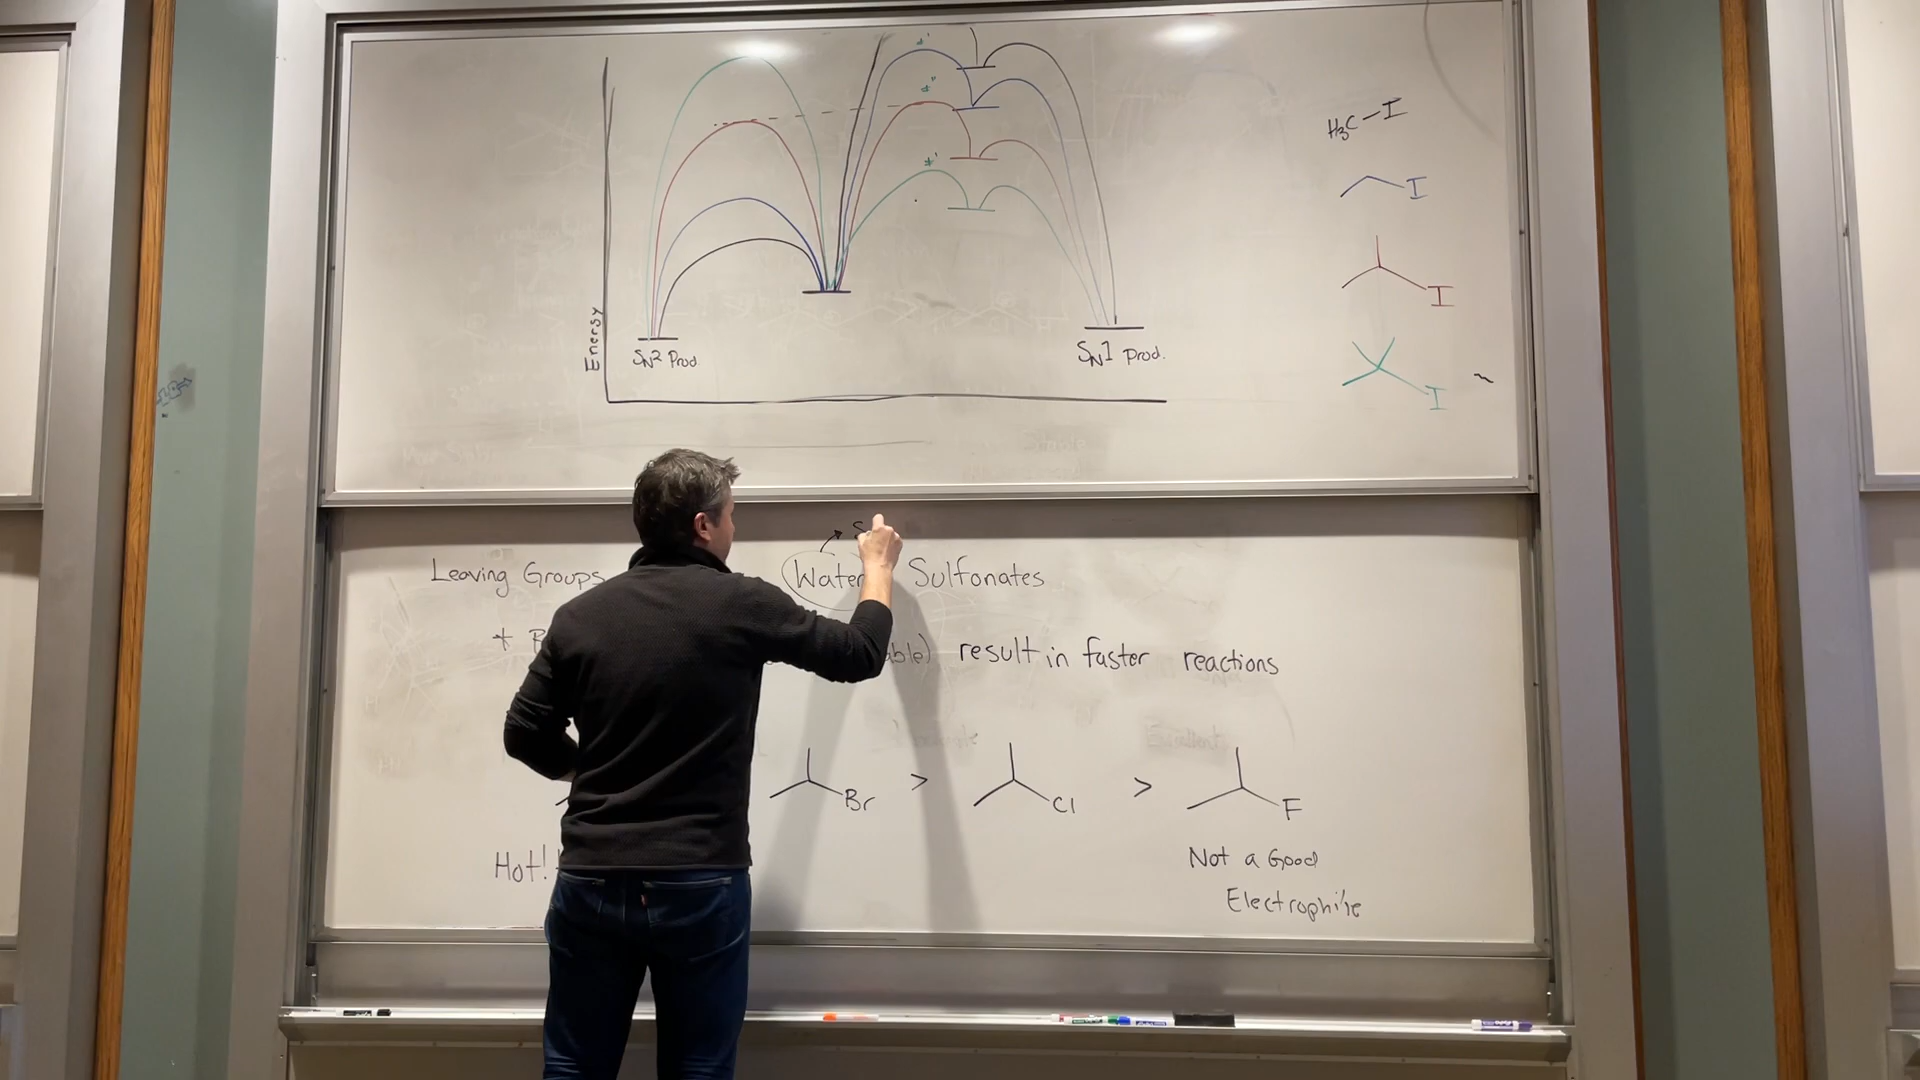 Energy
SN2 Prod.
SN1 Prod.
H3C-I
I
I
I
Leaving Groups
Water
Sulfonates
+
able) result in faster reactions
Br > Cl > F
Hot!
Not a Good
Electrophile